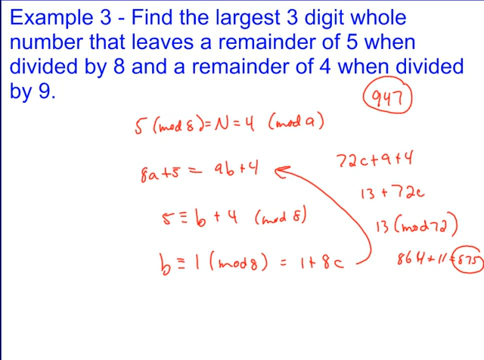 Example 3 - Find the largest 3 digit whole
number that leaves a remainder of 5 when
divided by 8 and a remainder of 4 when divided
by 9.
947
5 (mod 8) = N = 4 (mod 9)
72c + 9 + 4
8a + 5 = 9b + 4
13 + 72c
5 ≡ b + 4 (mod 8)
13 (mod 72)
b ≡ 1 (mod 8) = 1 + 8c
864 + 11 = 875